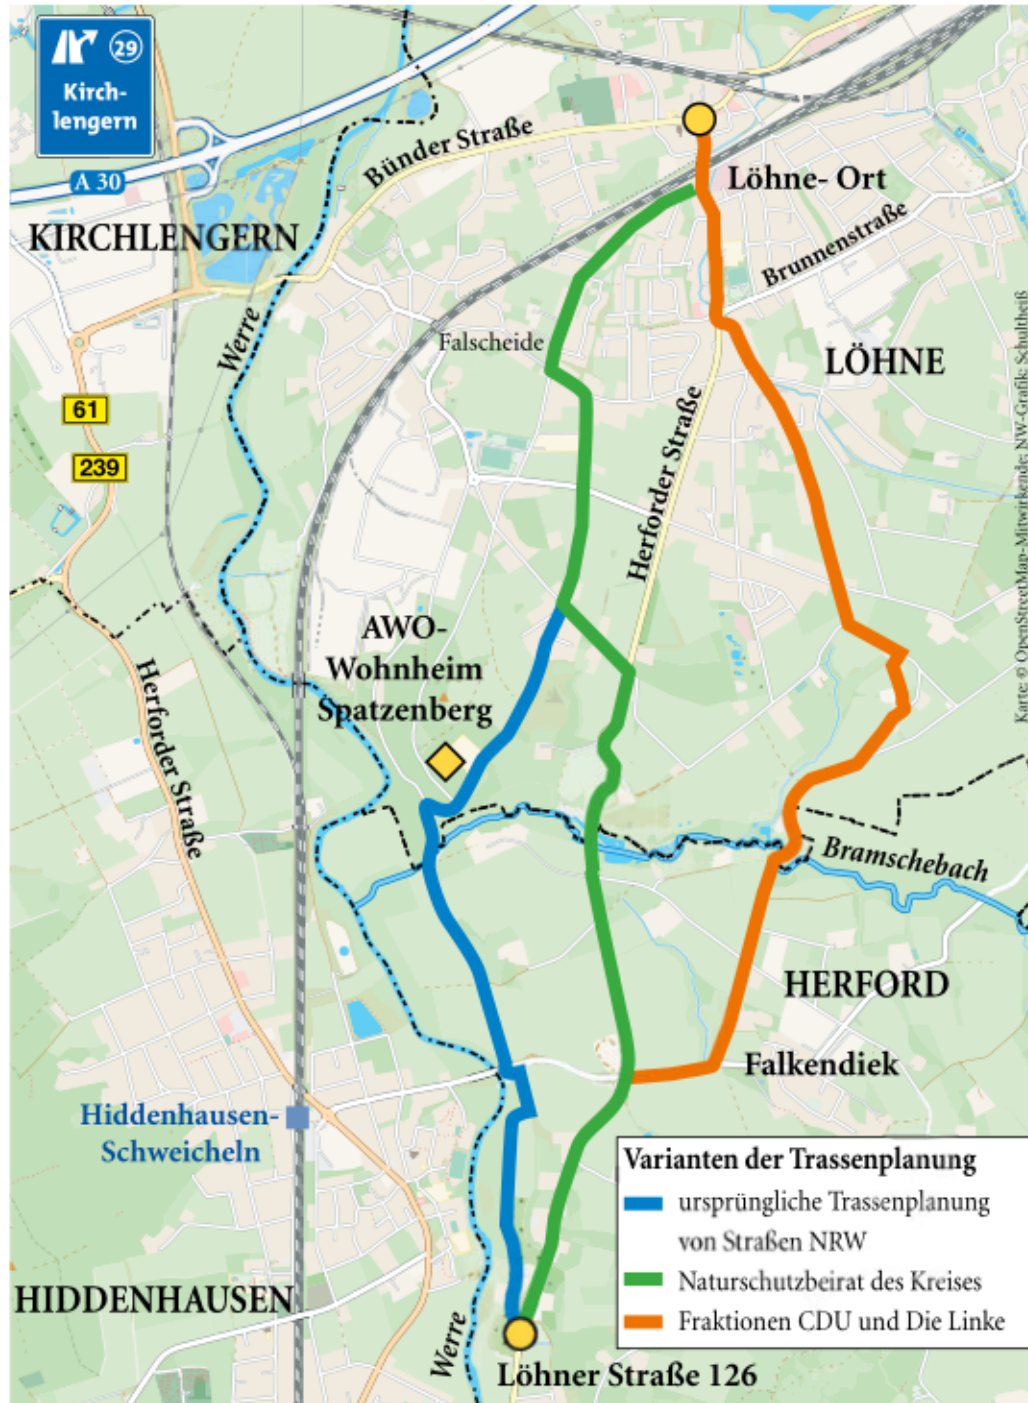 29
Kirch-
lengern
A 30
Bünder Straße
Löhne- Ort
KIRCHLENGERN
Brunnenstraße
Werre
Falscheide
LÖHNE
61
239
Herforder Straße
AWO-
Wohnheim
Spatzenberg
Herforder Straße
Bramschebach
HERFORD
Falkendiek
Hiddenhausen-
Schweicheln
HIDDENHAUSEN
Werre
Löhner Straße 126
Varianten der Trassenplanung
ursprüngliche Trassenplanung
von Straßen NRW
Naturschutzbeirat des Kreises
Fraktionen CDU und Die Linke
Karte: © OpenStreetMap-Mitwirkende; NW-Grafik: Schultheiß